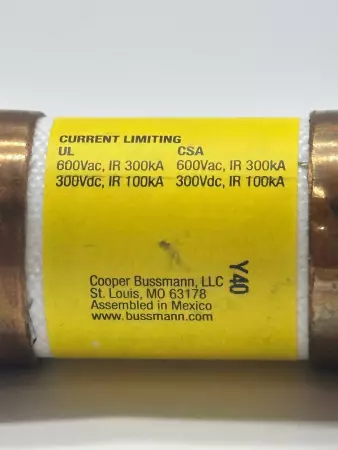 CURRENT LIMITING
UL CSA
600Vac, IR 300kA 600Vac, IR 300kA
300Vdc, IR 100kA 300Vdc, IR 100kA
Cooper Bussmann, LLC
St. Louis, MO 63178
Assembled in Mexico
www.bussmann.com
Y40